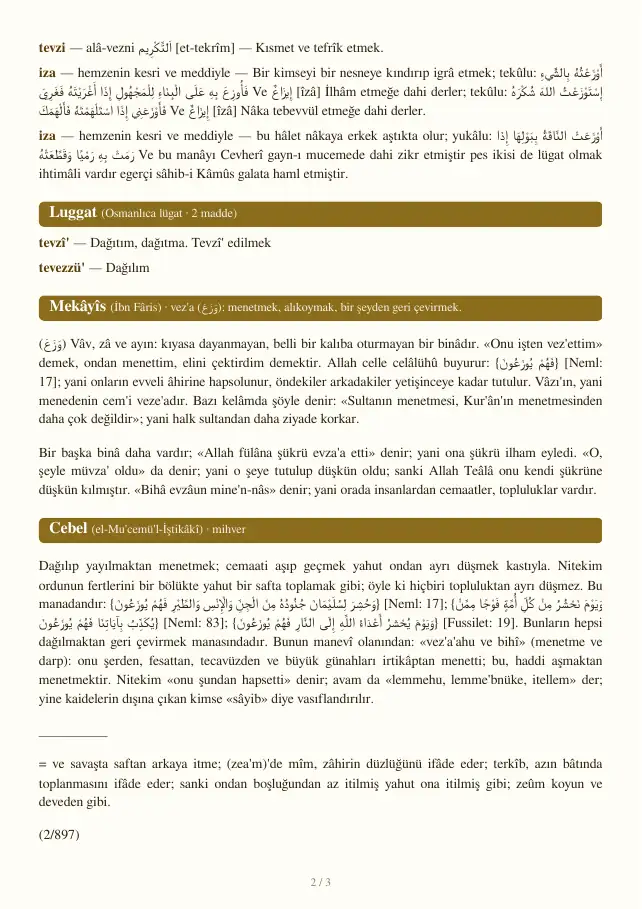 tevzi — alâ-vezni اَلتَّكْرِيم [et-tekrîm] — Kısmet ve tefrîk etmek.
iza — hemzenin kesri ve meddiyle — Bir kimseyi bir nesneye kındırıp igrâ etmek; tekûlu: أَوْزَعْتُهُ بِالشَّيْءِ
فَأُوزِعَ بِهِ عَلَى الْبِنَاءِ لِلْمَجْهُولِ إِذَا أَغْرَيْتَهُ فَغَرِيَ Ve إِيزَاعٌ [îzâ] İlhâm etmeğe dahi derler; tekûlu: إِسْتَوْزَعْتُ اللهَ شُكْرَهُ
فَأَوْزَعَنِي إِذَا اسْتَلْهَمْتَهُ فَأَلْهَمَكَ Ve إِيزَاعٌ [îzâ] Nâka tebevvül etmeğe dahi derler.
iza — hemzenin kesri ve meddiyle — bu hâlet nâkaya erkek aştıkta olur; yukâlu: أَوْزَعَتْ النَّاقَةُ بِبَوْلِهَا إِذَا
رَمَتْ بِهِ رَمْيًا وَقَطَّعَتْهُ Ve bu manâyı Cevherî gayn-ı mucemede dahi zikr etmiştir pes ikisi de lügat olmak
ihtimâli vardır egerçi sâhib-i Kâmûs galata haml etmiştir.
Luggat (Osmanlıca lügat · 2 madde)
tevzî' — Dağıtım, dağıtma. Tevzî' edilmek
tevezzü' — Dağılım
Mekâyîs (İbn Fâris) · vez'a (وَزَعَ): menetmek, alıkoymak, bir şeyden geri çevirmek.
(وَزَعَ) Vâv, zâ ve ayın: kıyasa dayanmayan, belli bir kalıba oturmayan bir binâdır. «Onu işten vez'ettim»
demek, ondan menettim, elini çektirdim demektir. Allah celle celâlühû buyurur: {فَهُمْ يُوزَعُونَ} [Neml:
17]; yani onların evveli âhirine hapsolunur, öndekiler arkadakiler yetişinceye kadar tutulur. Vâzı'ın, yani
menedenin cem'i veze'adır. Bazı kelâmda şöyle denir: «Sultanın menetmesi, Kur'ân'ın menetmesinden
daha çok değildir»; yani halk sultandan daha ziyade korkar.
Bir başka binâ daha vardır; «Allah fülâna şükrü evza'a etti» denir; yani ona şükrü ilham eyledi. «O,
şeyle müvza' oldu» da denir; yani o şeye tutulup düşkün oldu; sanki Allah Teâlâ onu kendi şükrüne
düşkün kılmıştır. «Bihâ evzâun mine'n-nâs» denir; yani orada insanlardan cemaatler, topluluklar vardır.
Cebel (el-Mu'cemü'l-İştikâkî) · mihver
Dağılıp yayılmaktan menetmek; cemaati aşıp geçmek yahut ondan ayrı düşmek kastıyla. Nitekim
ordunun fertlerini bir bölükte yahut bir safta toplamak gibi; öyle ki hiçbiri topluluktan ayrı düşmez. Bu
manadandır: {وَحُشِرَ لِسُلَيْمَانَ جُنُودُهُ مِنَ الْجِنِّ وَالْإِنْسِ وَالطَّيْرِ فَهُمْ يُوزَعُونَ} [Neml: 17]; {وَيَوْمَ نَحْشُرُ مِنْ كُلِّ أُمَّةٍ فَوْجًا مِمَّنْ
يُكَذِّبُ بِآيَاتِنَا فَهُمْ يُوزَعُونَ} [Neml: 83]; {وَيَوْمَ يُحْشَرُ أَعْدَاءُ اللَّهِ إِلَى النَّارِ فَهُمْ يُوزَعُونَ} [Fussilet: 19]. Bunların hepsi
dağılmaktan geri çevirmek manasınadır. Bunun manevî olanından: «vez'a'ahu ve bihî» (menetme ve
darp): onu şerden, fesattan, tecavüzden ve büyük günahları irtikâptan menetti; bu, haddi aşmaktan
menetmektir. Nitekim «onu şundan hapsetti» denir; avam da «lemmehu, lemme'bnüke, itellem» der;
yine kaidelerin dışına çıkan kimse «sâyib» diye vasıflandırılır.
= ve savaşta saftan arkaya itme; (zea'm)'de mîm, zâhirin düzlüğünü ifâde eder; terkîb, azın bâtında
toplanmasını ifâde eder; sanki ondan boşluğundan az itilmiş yahut ona itilmiş gibi; zeûm koyun ve
deveden gibi.
(2/897)
2 / 3